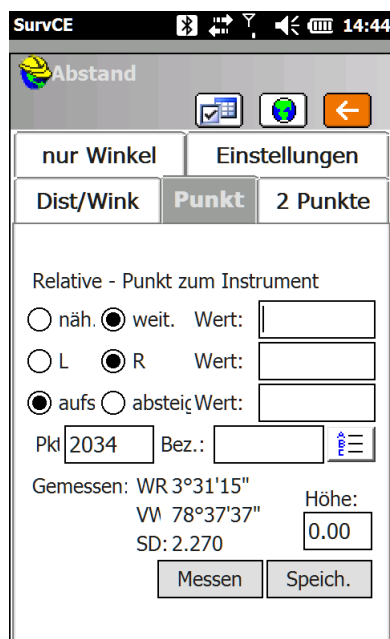 SurvCE 14:44
Abstand
nur Winkel Einstellungen
Dist/Wink Punkt 2 Punkte
Relative - Punkt zum Instrument
näh. weit. Wert:
L R Wert:
aufs absteig Wert:
Pkt 2034 Bez.:
Gemessen: WR 3°31'15"
Höhe:
VW 78°37'37"
0.00
SD: 2.270
Messen Speich.